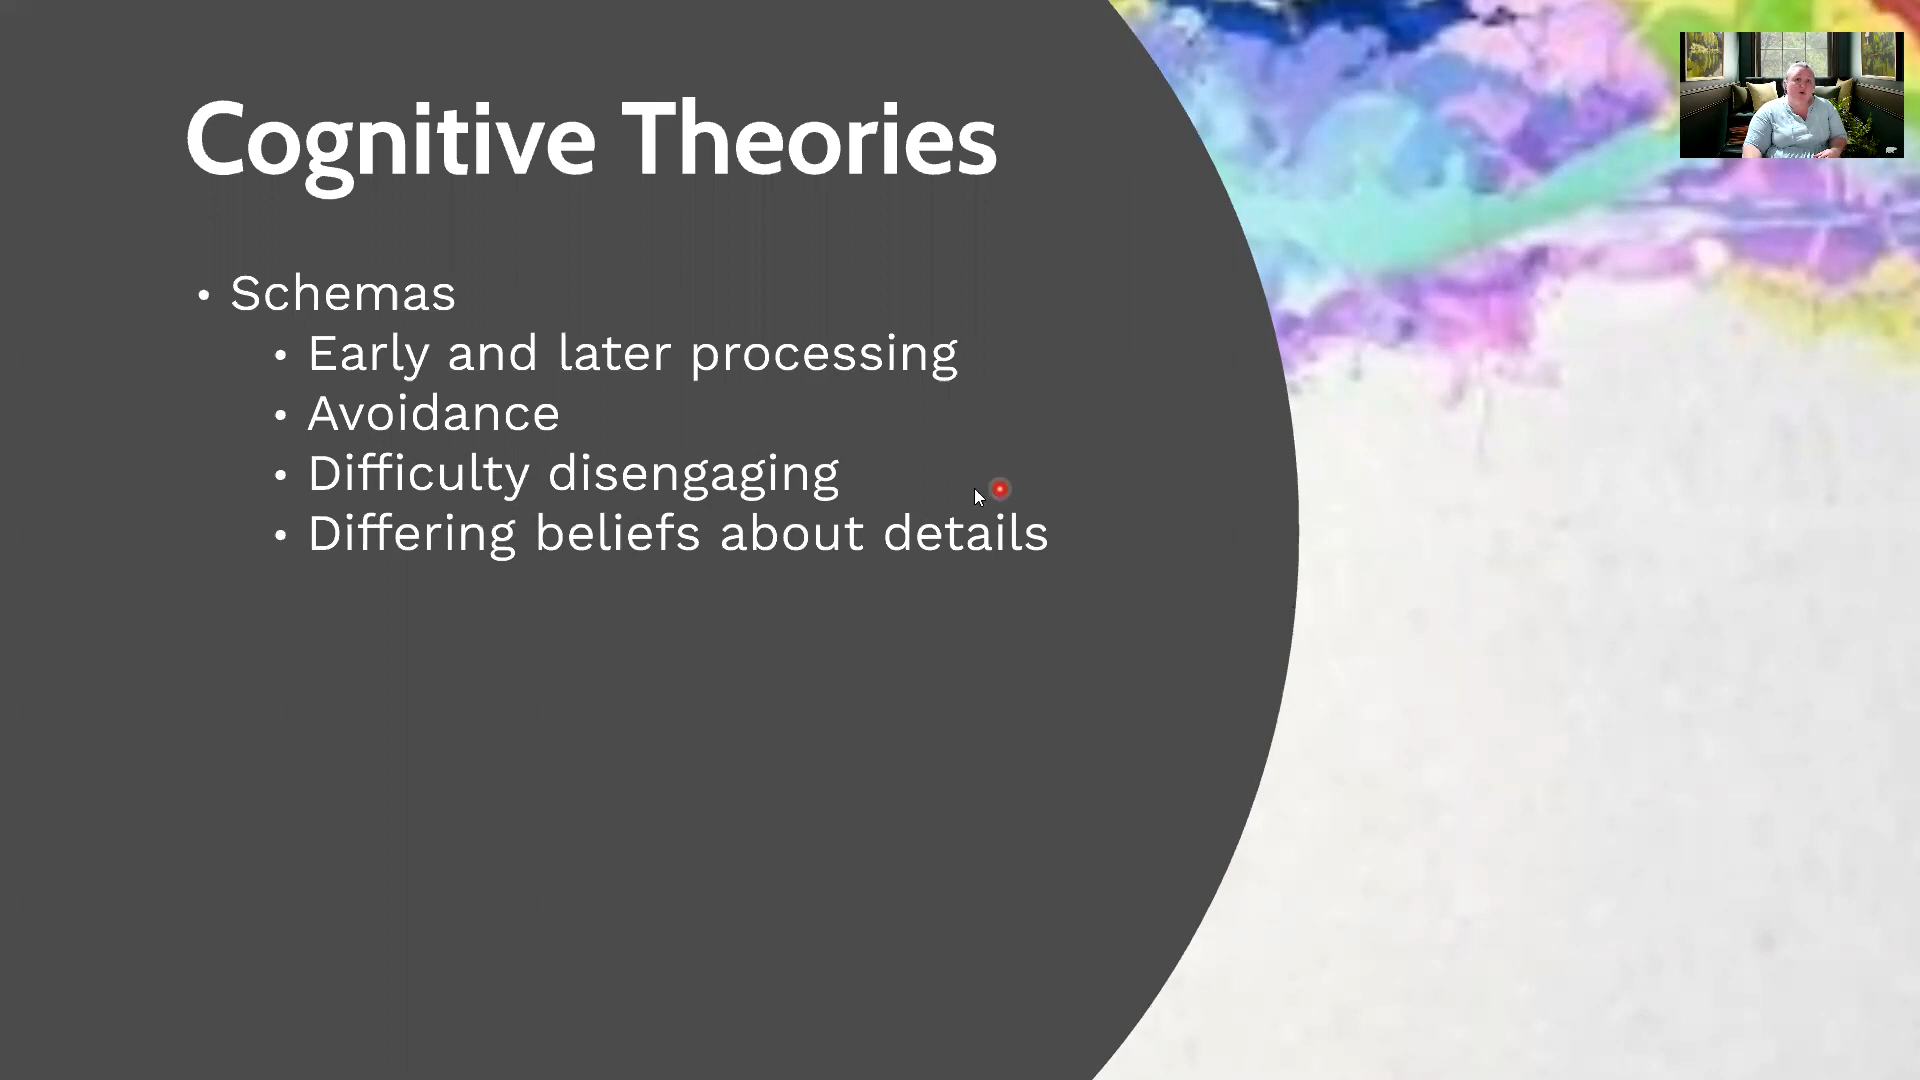 Cognitive Theories
• Schemas
• Early and later processing
• Avoidance
• Difficulty disengaging
• Differing beliefs about details